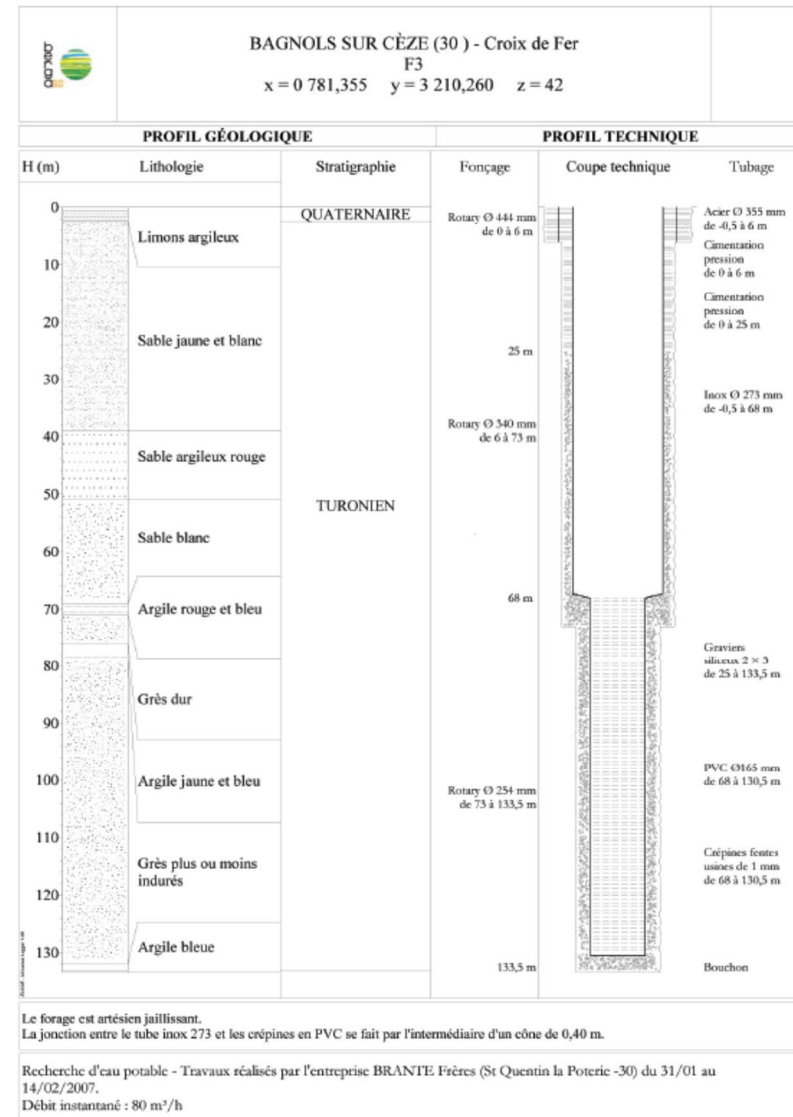 BAGNOLS SUR CÈZE (30 ) - Croix de Fer
F3
x = 0 781,355 y = 3 210,260 z = 42
PROFIL GÉOLOGIQUE
PROFIL TECHNIQUE
H (m)
Lithologie
Stratigraphie
Fonçage
Coupe technique
Tubage
0
10
20
30
40
50
60
70
80
90
100
110
120
130
Limons argileux
Sable jaune et blanc
Sable argileux rouge
Sable blanc
Argile rouge et bleu
Grès dur
Argile jaune et bleu
Grès plus ou moins
indurés
Argile bleue
QUATERNAIRE
TURONIEN
Rotary Ø 444 mm
de 0 à 6 m
25 m
Rotary Ø 340 mm
de 6 à 73 m
68 m
Rotary Ø 254 mm
de 73 à 133,5 m
133,5 m
Acier Ø 355 mm
de -0,5 à 6 m
Cimentation
pression
de 0 à 6 m
Cimentation
pression
de 0 à 25 m
Inox Ø 273 mm
de -0,5 à 68 m
Graviers
siliceux 2 × 3
de 25 à 133,5 m
PVC Ø165 mm
de 68 à 130,5 m
Crépines fentes
usines de 1 mm
de 68 à 130,5 m
Bouchon
Le forage est artésien jaillissant.
La jonction entre le tube inox 273 et les crépines en PVC se fait par l'intermédiaire d'un cône de 0,40 m.
Recherche d'eau potable - Travaux réalisés par l'entreprise BRANTE Frères (St Quentin la Poterie -30) du 31/01 au
14/02/2007.
Débit instantané : 80 m³/h